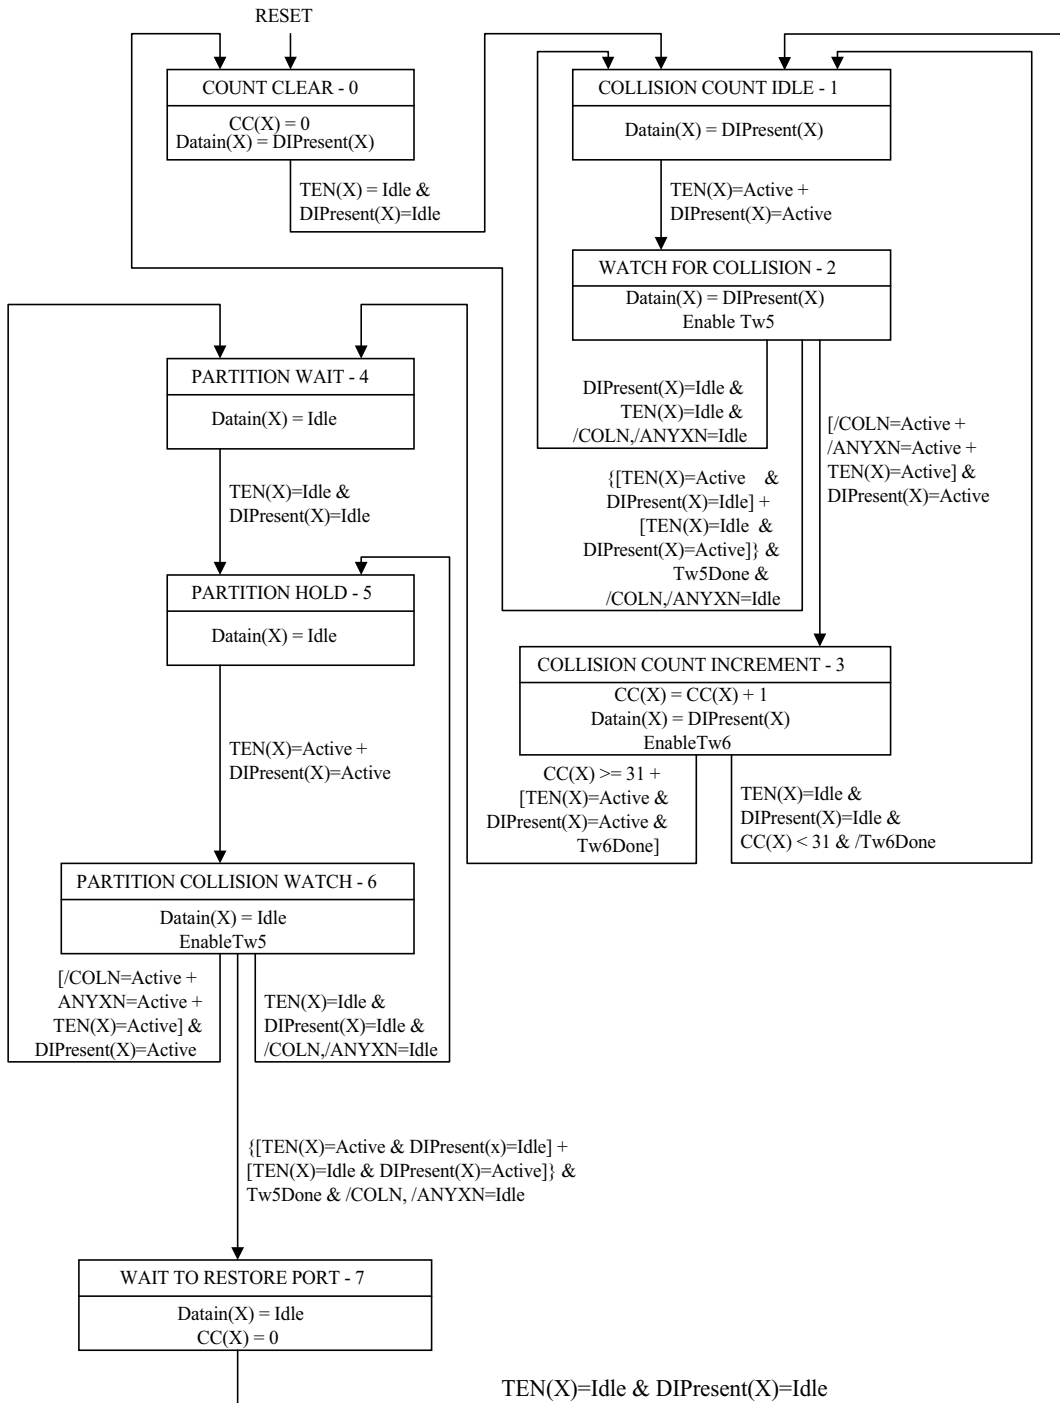 RESET
COUNT CLEAR - 0
CC(X) = 0
Datain(X) = DIPresent(X)
TEN(X) = Idle &
DIPresent(X)=Idle
COLLISION COUNT IDLE - 1
Datain(X) = DIPresent(X)
TEN(X)=Active +
DIPresent(X)=Active
WATCH FOR COLLISION - 2
Datain(X) = DIPresent(X)
Enable Tw5
DIPresent(X)=Idle &
TEN(X)=Idle &
/COLN,/ANYXN=Idle
{[TEN(X)=Active &
DIPresent(X)=Idle] +
[TEN(X)=Idle &
DIPresent(X)=Active]} &
Tw5Done &
/COLN,/ANYXN=Idle
[/COLN=Active +
/ANYXN=Active +
TEN(X)=Active] &
DIPresent(X)=Active
COLLISION COUNT INCREMENT - 3
CC(X) = CC(X) + 1
Datain(X) = DIPresent(X)
EnableTw6
CC(X) >= 31 +
[TEN(X)=Active &
DIPresent(X)=Active &
Tw6Done]
TEN(X)=Idle &
DIPresent(X)=Idle &
CC(X) < 31 & /Tw6Done
PARTITION WAIT - 4
Datain(X) = Idle
TEN(X)=Idle &
DIPresent(X)=Idle
PARTITION HOLD - 5
Datain(X) = Idle
TEN(X)=Active +
DIPresent(X)=Active
PARTITION COLLISION WATCH - 6
Datain(X) = Idle
EnableTw5
[/COLN=Active +
ANYXN=Active +
TEN(X)=Active] &
DIPresent(X)=Active
TEN(X)=Idle &
DIPresent(X)=Idle &
/COLN,/ANYXN=Idle
{[TEN(X)=Active & DIPresent(x)=Idle] +
[TEN(X)=Idle & DIPresent(X)=Active]} &
Tw5Done & /COLN, /ANYXN=Idle
WAIT TO RESTORE PORT - 7
Datain(X) = Idle
CC(X) = 0
TEN(X)=Idle & DIPresent(X)=Idle